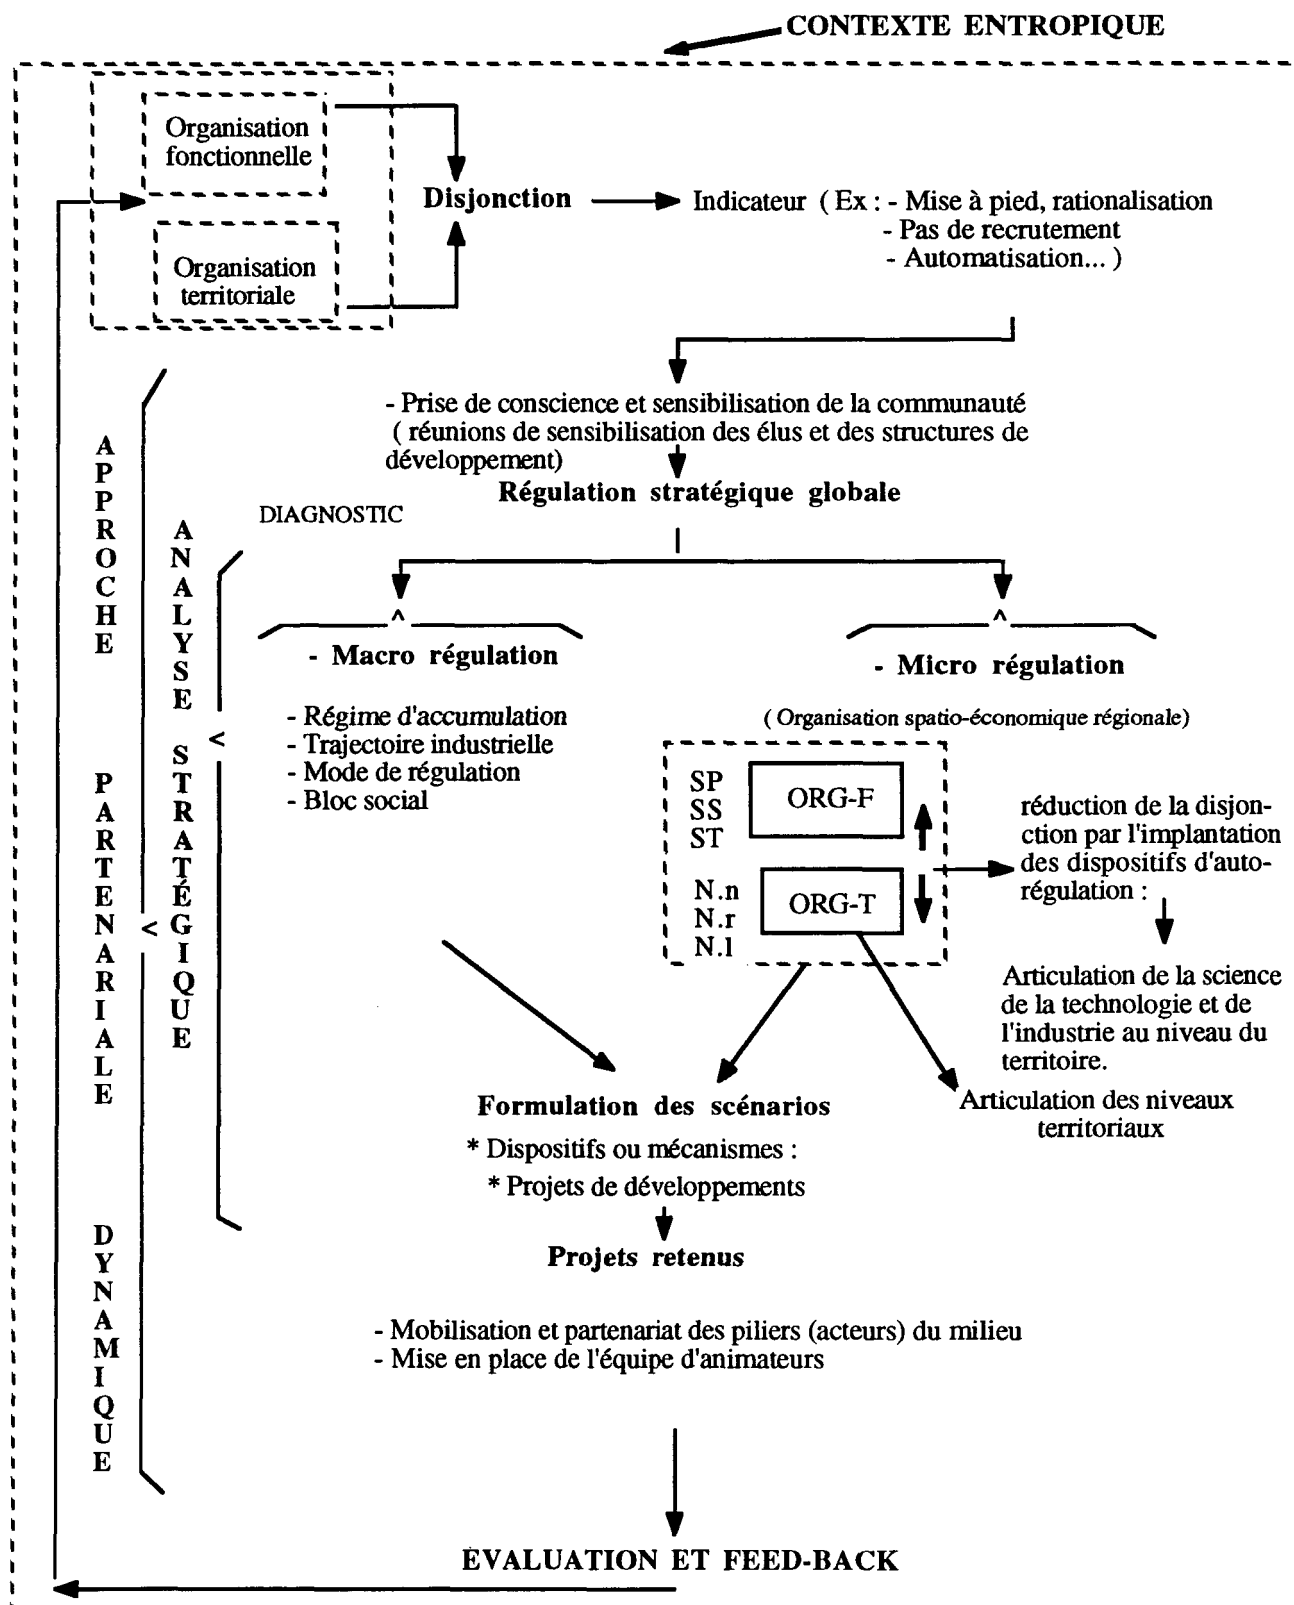 CONTEXTE ENTROPIQUE
Organisation
fonctionnelle
Organisation
territoriale
Disjonction
Indicateur ( Ex : - Mise à pied, rationalisation
- Pas de recrutement
- Automatisation... )
- Prise de conscience et sensibilisation de la communauté
( réunions de sensibilisation des élus et des structures de
développement)
Régulation stratégique globale
APPROCHE PARTENARIALE DYNAMIQUE
ANALYSE STRATÉGIQUE
DIAGNOSTIC
- Macro régulation
- Régime d'accumulation
- Trajectoire industrielle
- Mode de régulation
- Bloc social
- Micro régulation
( Organisation spatio-économique régionale)
SP
SS
ST
ORG-F
N.n
N.r
N.l
ORG-T
réduction de la disjon-
ction par l'implantation
des dispositifs d'auto-
régulation :
Articulation de la science
de la technologie et de
l'industrie au niveau du
territoire.
Articulation des niveaux
territoriaux
Formulation des scénarios
* Dispositifs ou mécanismes :
* Projets de développements
Projets retenus
- Mobilisation et partenariat des piliers (acteurs) du milieu
- Mise en place de l'équipe d'animateurs
EVALUATION ET FEED-BACK